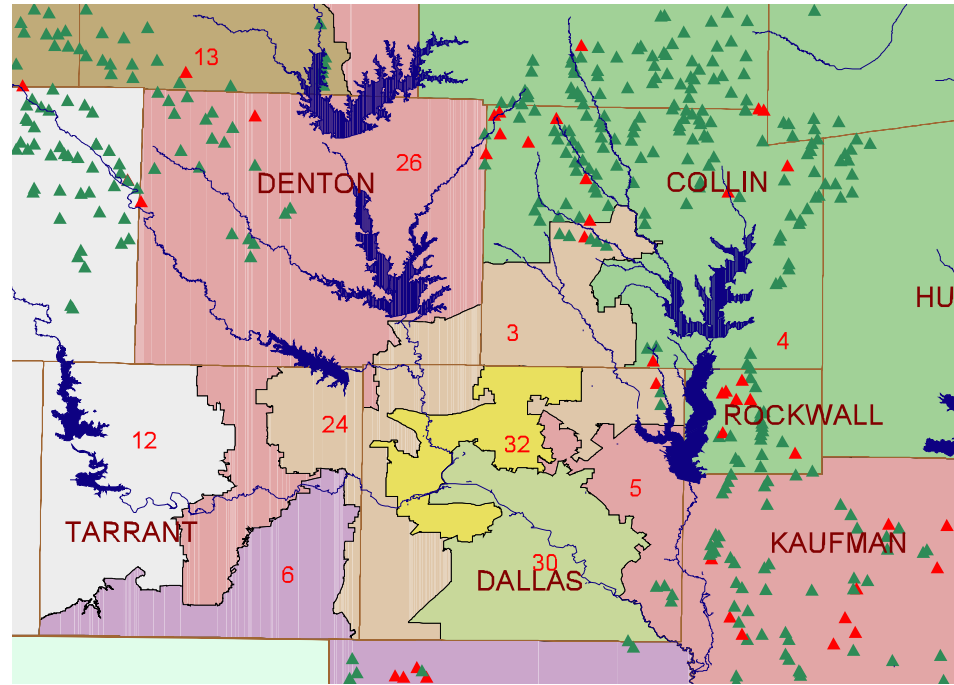 13
26
DENTON
COLLIN
HU
3
4
ROCKWALL
24
12
32
5
TARRANT
KAUFMAN
6
30
DALLAS